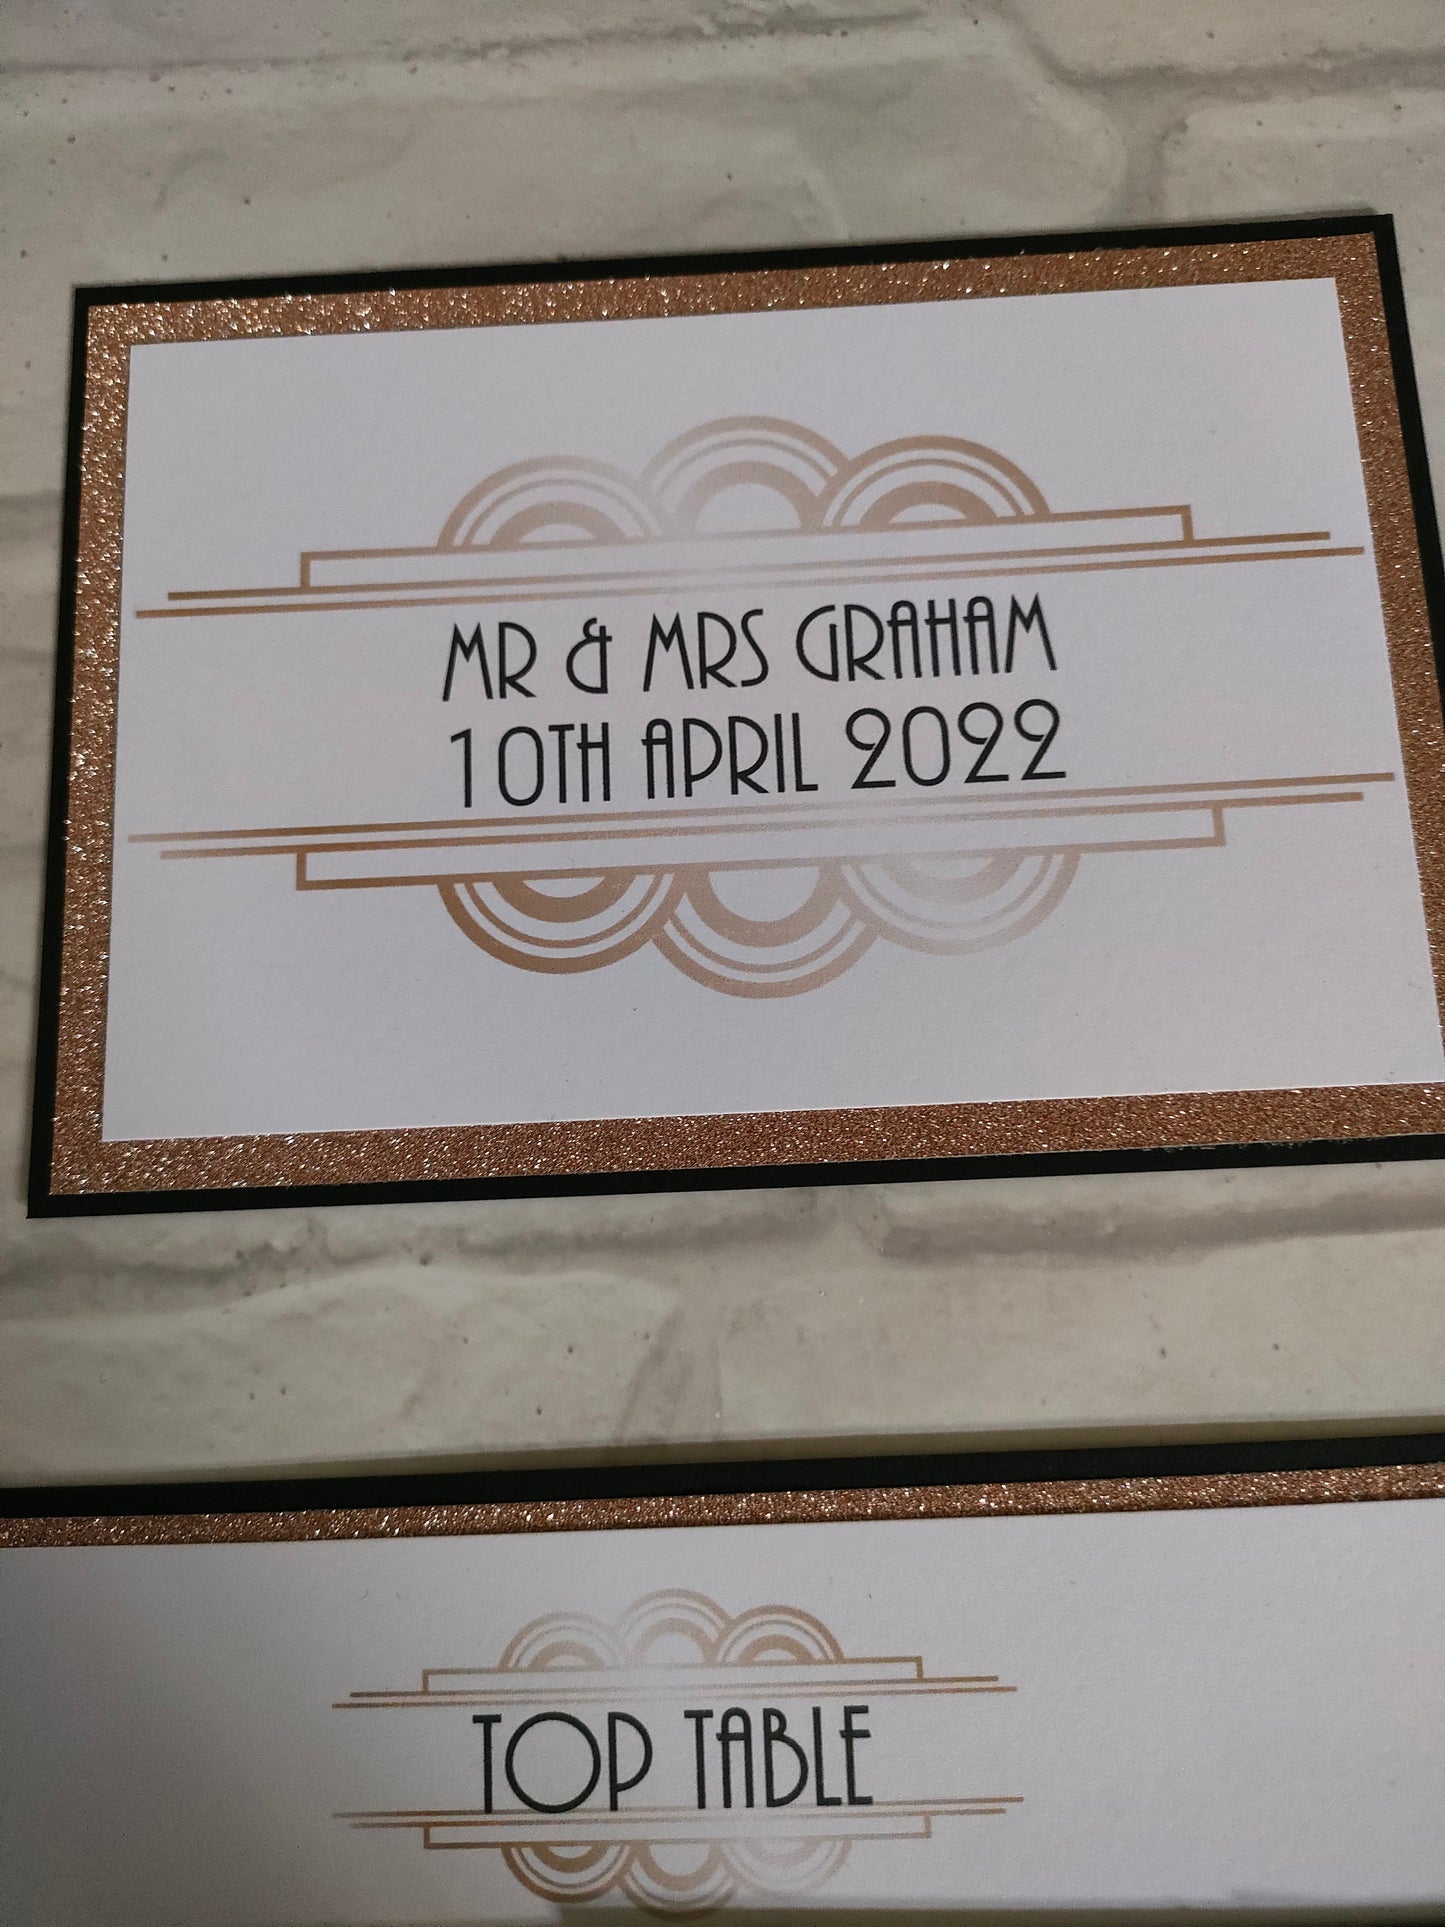 MR & MRS GRAHAM
10TH APRIL 2022
TOP TABLE